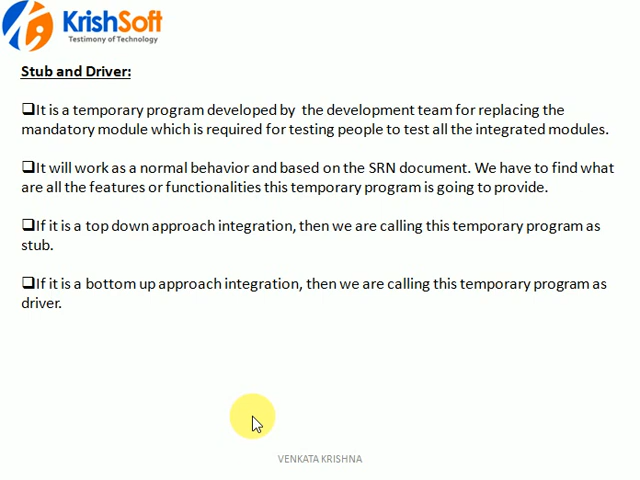 KrishSoft
Testimony of Technology
Stub and Driver:
It is a temporary program developed by the development team for replacing the
mandatory module which is required for testing people to test all the integrated modules.
It will work as a normal behavior and based on the SRN document. We have to find what
are all the features or functionalities this temporary program is going to provide.
If it is a top down approach integration, then we are calling this temporary program as
stub.
If it is a bottom up approach integration, then we are calling this temporary program as
driver.
VENKATA KRISHNA